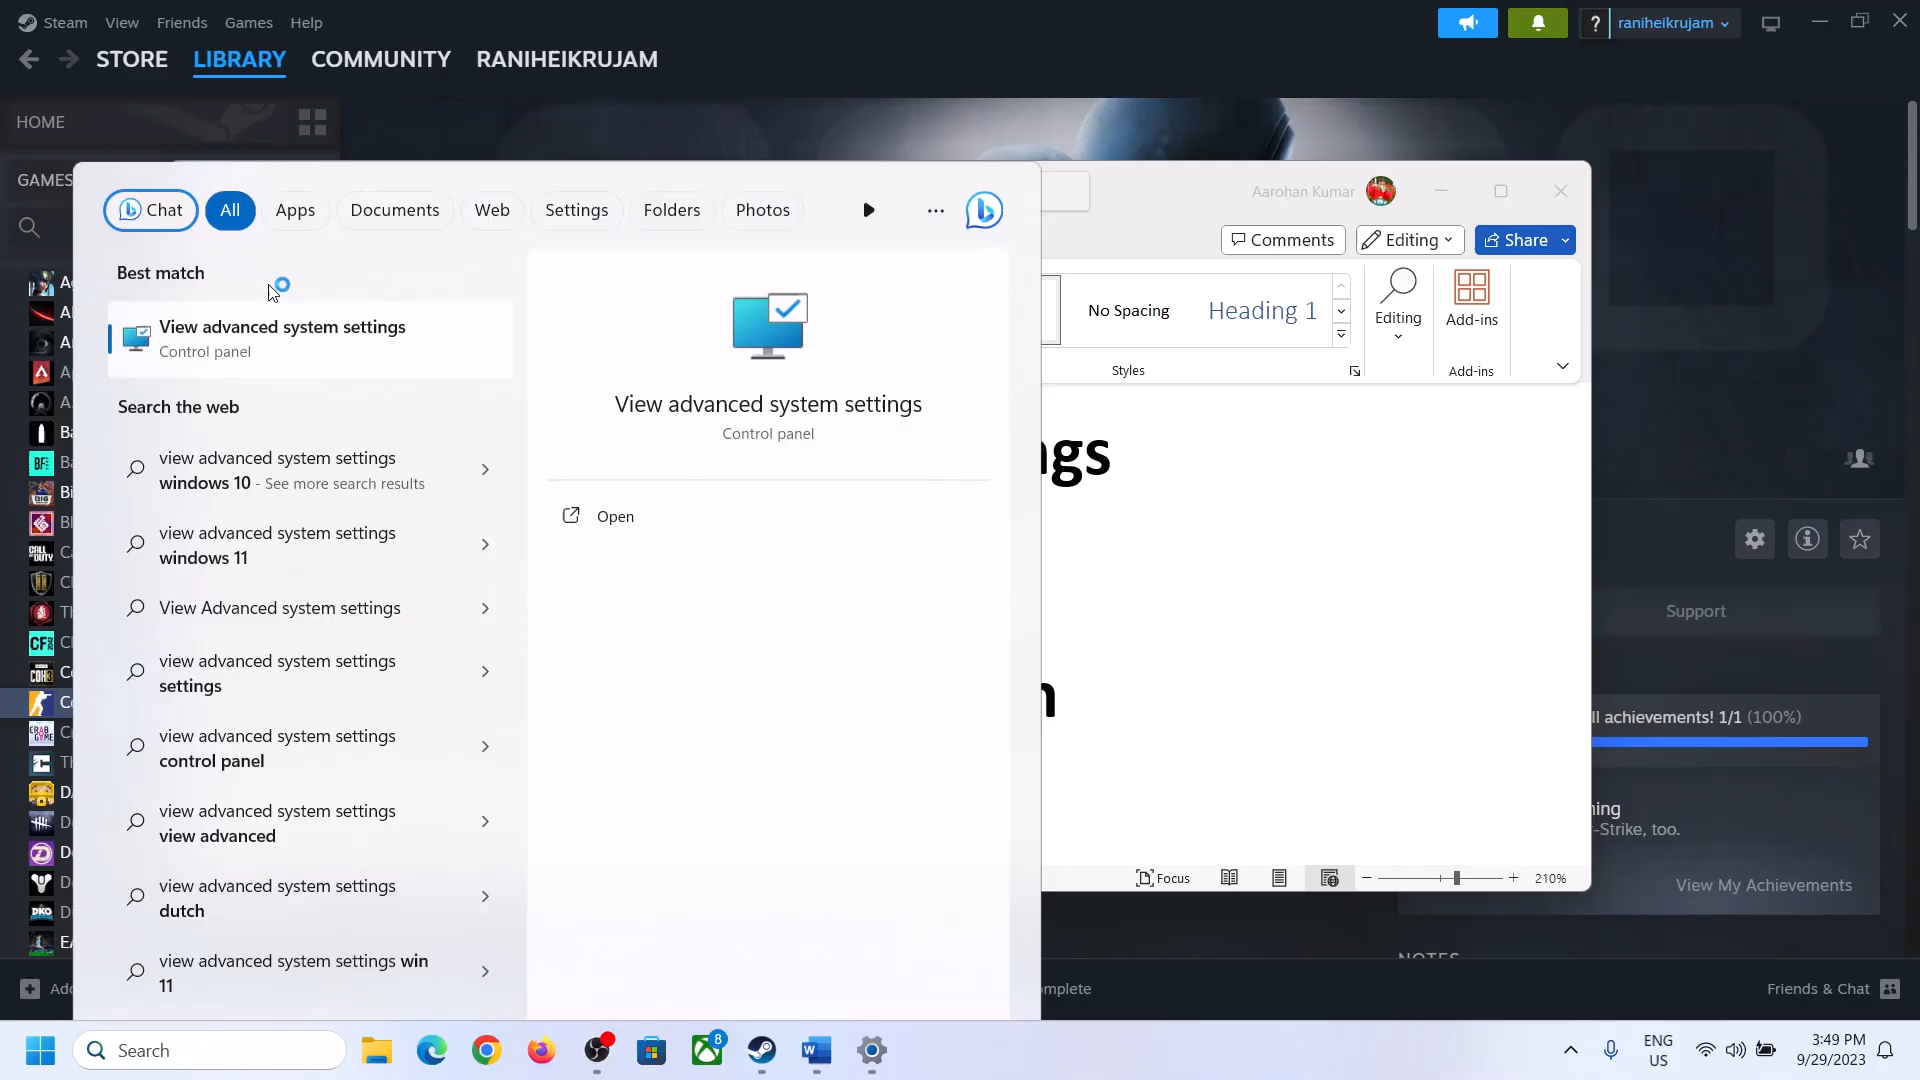 Steam View Friends Games Help
? raniheikrujam
STORE LIBRARY COMMUNITY RANIHEIKRUJAM
HOME
GAMES
Chat All Apps Documents Web Settings Folders Photos
Aarohan Kumar
Comments Editing Share
Best match
View advanced system settings
Control panel
Search the web
view advanced system settings
windows 10 - See more search results
view advanced system settings
windows 11
View Advanced system settings
view advanced system settings
settings
view advanced system settings
control panel
view advanced system settings
view advanced
view advanced system settings
dutch
view advanced system settings win
11
View advanced system settings
Control panel
Open
No Spacing Heading 1
Editing
Add-ins
Styles
Add-ins
ngs
n
Focus
210%
Support
ll achievements! 1/1 (100%)
ning
-Strike, too.
View My Achievements
NOTES
Add
mplete
Friends & Chat
Search
8
ENG
US
3:49 PM
9/29/2023